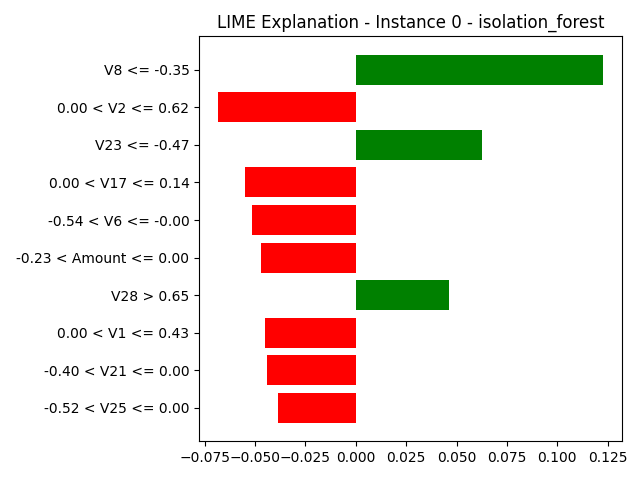 LIME Explanation - Instance 0 - isolation_forest
V8 <= -0.35
0.00 < V2 <= 0.62
V23 <= -0.47
0.00 < V17 <= 0.14
-0.54 < V6 <= -0.00
-0.23 < Amount <= 0.00
V28 > 0.65
0.00 < V1 <= 0.43
-0.40 < V21 <= 0.00
-0.52 < V25 <= 0.00
−0.075 −0.050 −0.025 0.000 0.025 0.050 0.075 0.100 0.125